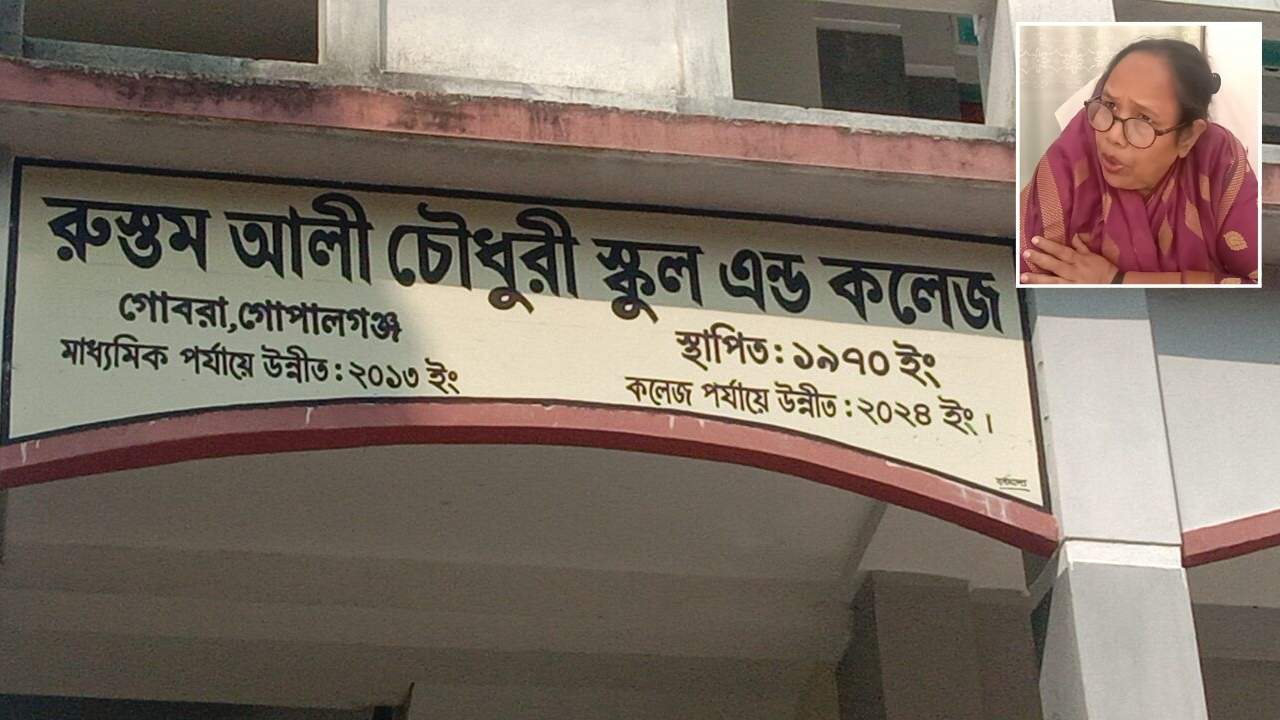 রুস্তম আলী চৌধুরী স্কুল এন্ড কলেজ
গোবরা,গোপালগঞ্জ
মাধ্যমিক পর্যায়ে উন্নীত : ২০১৩ ইং
স্থাপিত : ১৯৭০ ইং
কলেজ পর্যায়ে উন্নীত : ২০২৪ ইং ।